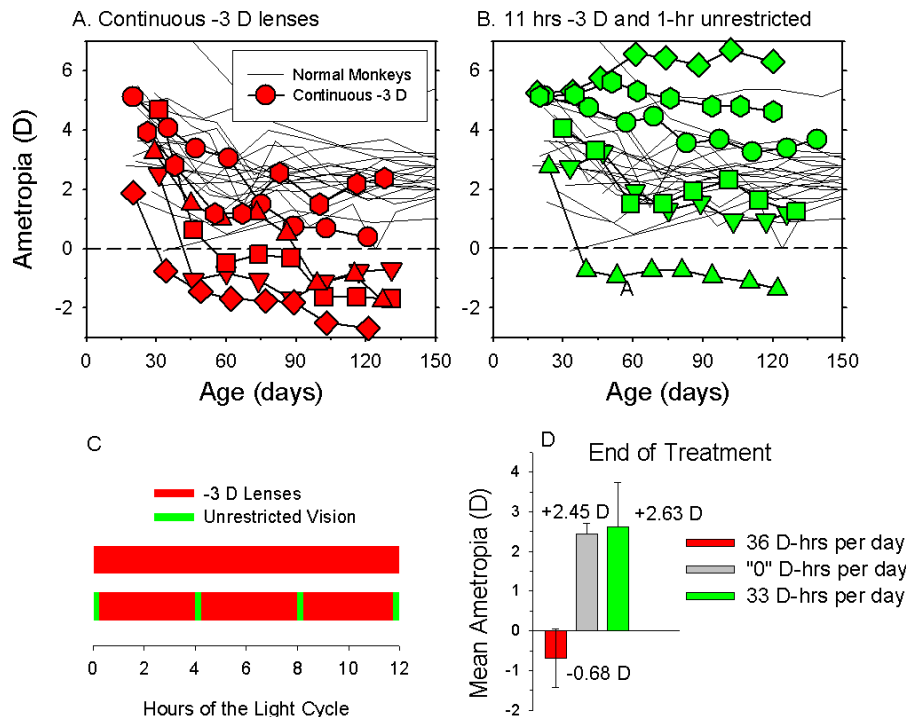 A. Continuous -3 D lenses
B. 11 hrs -3 D and 1-hr unrestricted
Normal Monkeys
Continuous -3 D
Ametropia (D)
6
4
2
0
-2
0 30 60 90 120 150
Age (days)
6
4
2
0
-2
A
0 30 60 90 120 150
Age (days)
C
-3 D Lenses
Unrestricted Vision
0 2 4 6 8 10 12
Hours of the Light Cycle
D
End of Treatment
Mean Ametropia (D)
4
3
2
1
0
-1
-2
+2.45 D
+2.63 D
-0.68 D
36 D-hrs per day
"0" D-hrs per day
33 D-hrs per day